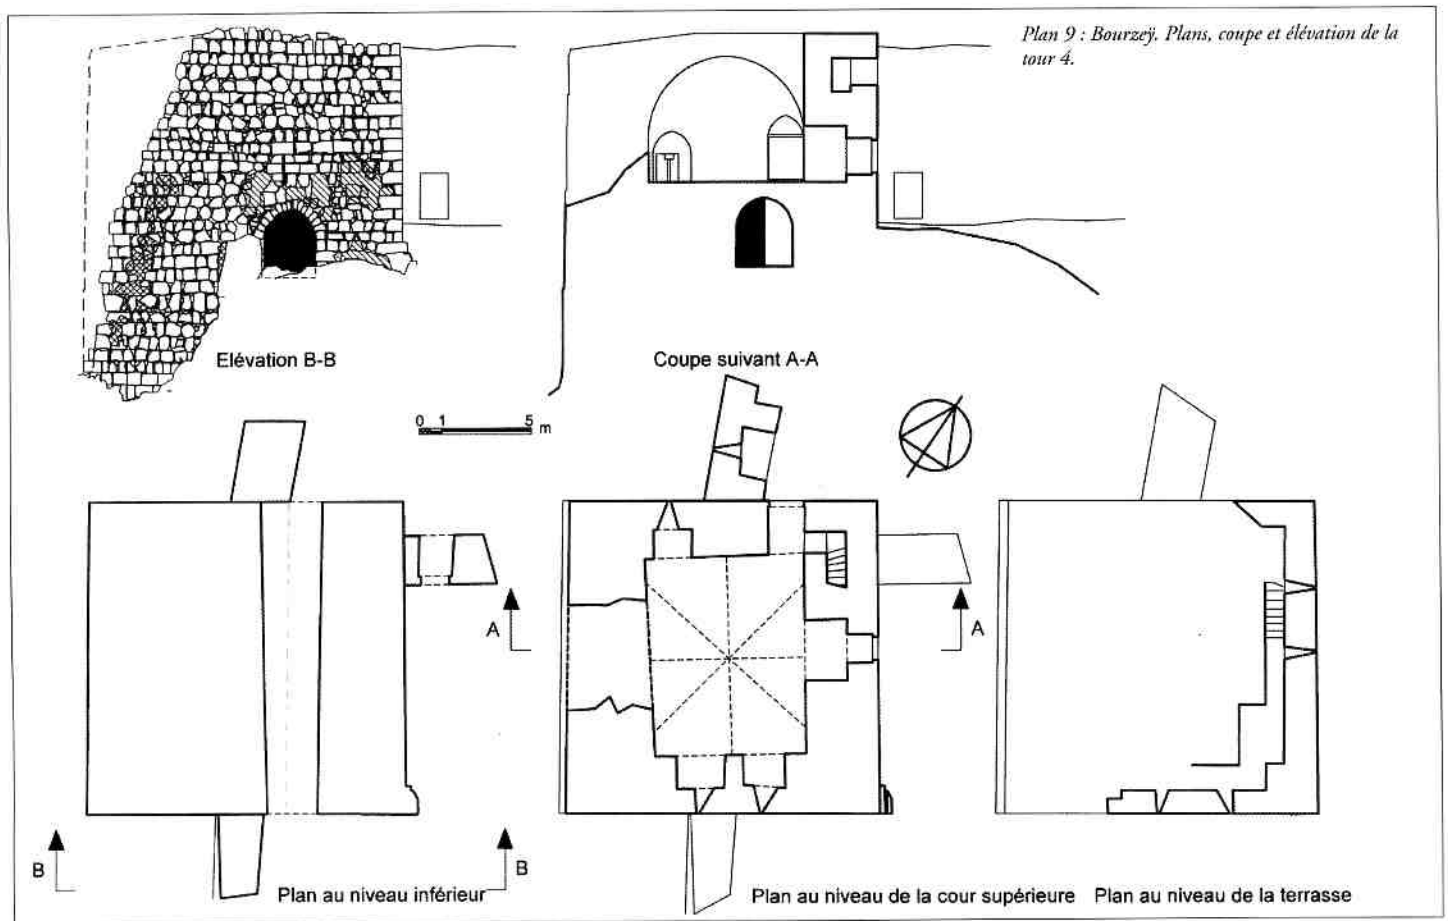 Plan 9 : Bourzeÿ. Plans, coupe et élévation de la
tour 4.
Elévation B-B
Coupe suivant A-A
0 1 5 m
A
A
B
B
Plan au niveau inférieur
Plan au niveau de la cour supérieure
Plan au niveau de la terrasse